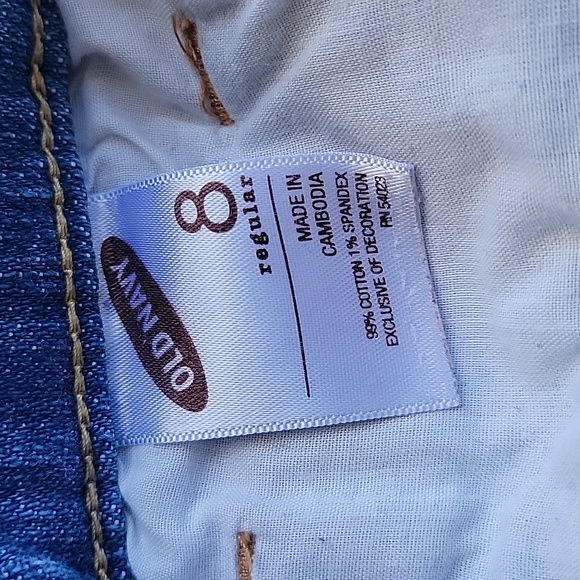 OLD NAVY
8
regular
MADE IN
CAMBODIA
99% COTTON 1% SPANDEX
EXCLUSIVE OF DECORATION
RN 54023